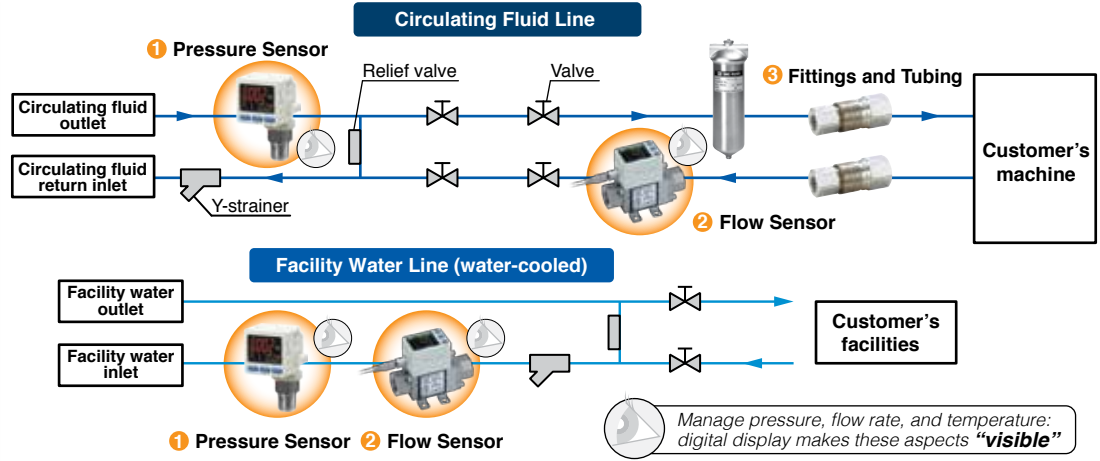 Circulating Fluid Line
1 Pressure Sensor
Relief valve
Valve
3 Fittings and Tubing
Circulating fluid
outlet
Circulating fluid
return inlet
Y-strainer
2 Flow Sensor
Customer's
machine
Facility Water Line (water-cooled)
Facility water
outlet
Facility water
inlet
Customer's
facilities
1 Pressure Sensor
2 Flow Sensor
Manage pressure, flow rate, and temperature:
digital display makes these aspects "visible"